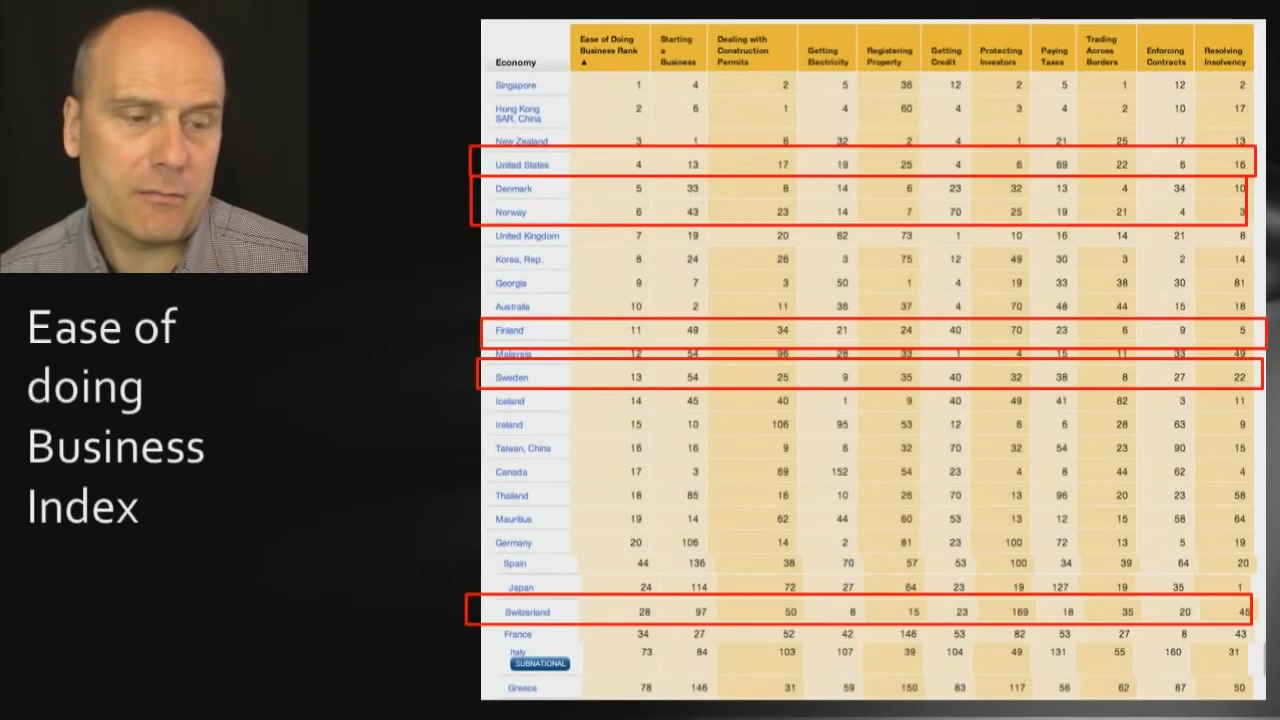 Ease of
doing
Business
Index
Economy Ease of Doing Business Rank ▲ Starting a Business Dealing with Construction Permits Getting Electricity Registering Property Getting Credit Protecting Investors Paying Taxes Trading Across Borders Enforcing Contracts Resolving Insolvency
Singapore 1 4 2 5 36 12 2 5 1 12 2
Hong Kong SAR, China 2 6 1 4 60 4 3 4 2 10 17
New Zealand 3 1 6 32 2 4 1 21 25 17 13
United States 4 13 17 19 25 4 6 69 22 6 16
Denmark 5 33 8 14 6 23 32 13 4 34 10
Norway 6 43 23 14 7 70 25 19 21 4 3
United Kingdom 7 19 20 62 73 1 10 16 14 21 8
Korea, Rep. 8 24 26 3 75 12 49 30 3 2 14
Georgia 9 7 3 50 1 4 19 33 38 30 81
Australia 10 2 11 36 37 4 70 48 44 15 18
Finland 11 49 34 21 24 40 70 23 6 9 5
Malaysia 12 54 96 28 33 1 4 15 11 33 49
Sweden 13 54 25 9 35 40 32 38 8 27 22
Iceland 14 45 40 1 9 40 49 41 82 3 11
Ireland 15 10 106 95 53 12 6 6 28 63 9
Taiwan, China 16 16 9 6 32 70 32 54 23 90 15
Canada 17 3 69 152 54 23 4 8 44 62 4
Thailand 18 85 16 10 26 70 13 96 20 23 58
Mauritius 19 14 62 44 60 53 13 12 15 58 64
Germany 20 106 14 2 81 23 100 72 13 5 19
Spain 44 136 38 70 57 53 100 34 39 64 20
Japan 24 114 72 27 64 23 19 127 19 35 1
Switzerland 28 97 50 8 15 23 169 18 35 20 45
France 34 27 52 42 146 53 82 53 27 8 43
Italy 73 84 103 107 39 104 49 131 55 160 31
SUBNATIONAL
Greece 78 146 31 59 150 83 117 56 62 87 50